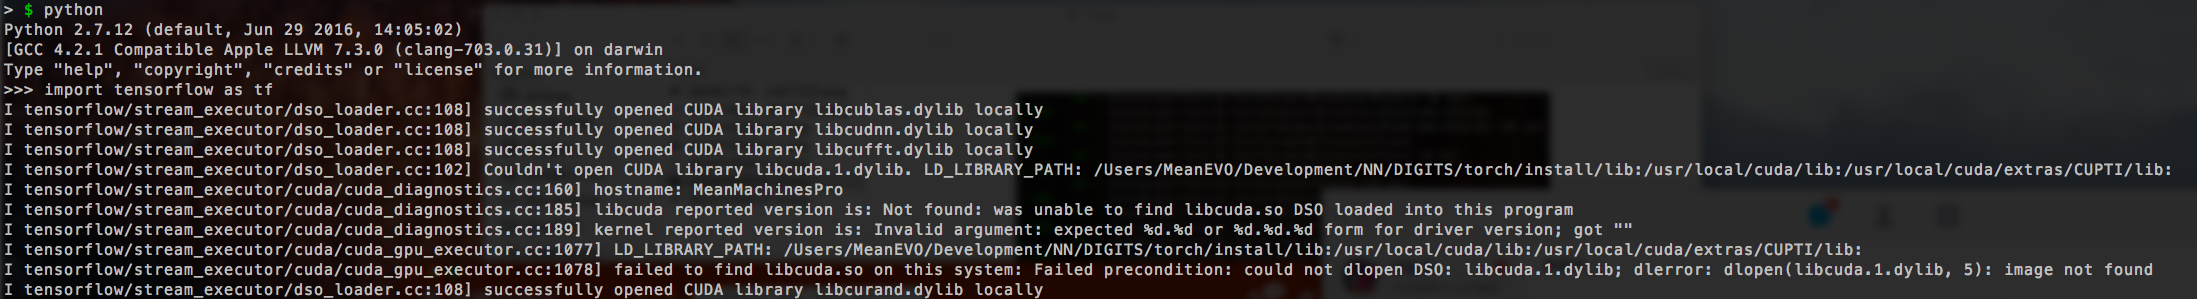 > $ python
Python 2.7.12 (default, Jun 29 2016, 14:05:02)
[GCC 4.2.1 Compatible Apple LLVM 7.3.0 (clang-703.0.31)] on darwin
Type "help", "copyright", "credits" or "license" for more information.
>>> import tensorflow as tf
I tensorflow/stream_executor/dso_loader.cc:108] successfully opened CUDA library libcublas.dylib locally
I tensorflow/stream_executor/dso_loader.cc:108] successfully opened CUDA library libcudnn.dylib locally
I tensorflow/stream_executor/dso_loader.cc:108] successfully opened CUDA library libcufft.dylib locally
I tensorflow/stream_executor/dso_loader.cc:102] Couldn't open CUDA library libcuda.1.dylib. LD_LIBRARY_PATH: /Users/MeanEVO/Development/NN/DIGITS/torch/install/lib:/usr/local/cuda/lib:/usr/local/cuda/extras/CUPTI/lib:
I tensorflow/stream_executor/cuda/cuda_diagnostics.cc:160] hostname: MeanMachinesPro
I tensorflow/stream_executor/cuda/cuda_diagnostics.cc:185] libcuda reported version is: Not found: was unable to find libcuda.so DSO loaded into this program
I tensorflow/stream_executor/cuda/cuda_diagnostics.cc:189] kernel reported version is: Invalid argument: expected %d.%d or %d.%d.%d form for driver version; got ""
I tensorflow/stream_executor/cuda/cuda_gpu_executor.cc:1077] LD_LIBRARY_PATH: /Users/MeanEVO/Development/NN/DIGITS/torch/install/lib:/usr/local/cuda/lib:/usr/local/cuda/extras/CUPTI/lib:
I tensorflow/stream_executor/cuda/cuda_gpu_executor.cc:1078] failed to find libcuda.so on this system: Failed precondition: could not dlopen DSO: libcuda.1.dylib; dlerror: dlopen(libcuda.1.dylib, 5): image not found
I tensorflow/stream_executor/dso_loader.cc:108] successfully opened CUDA library libcurand.dylib locally